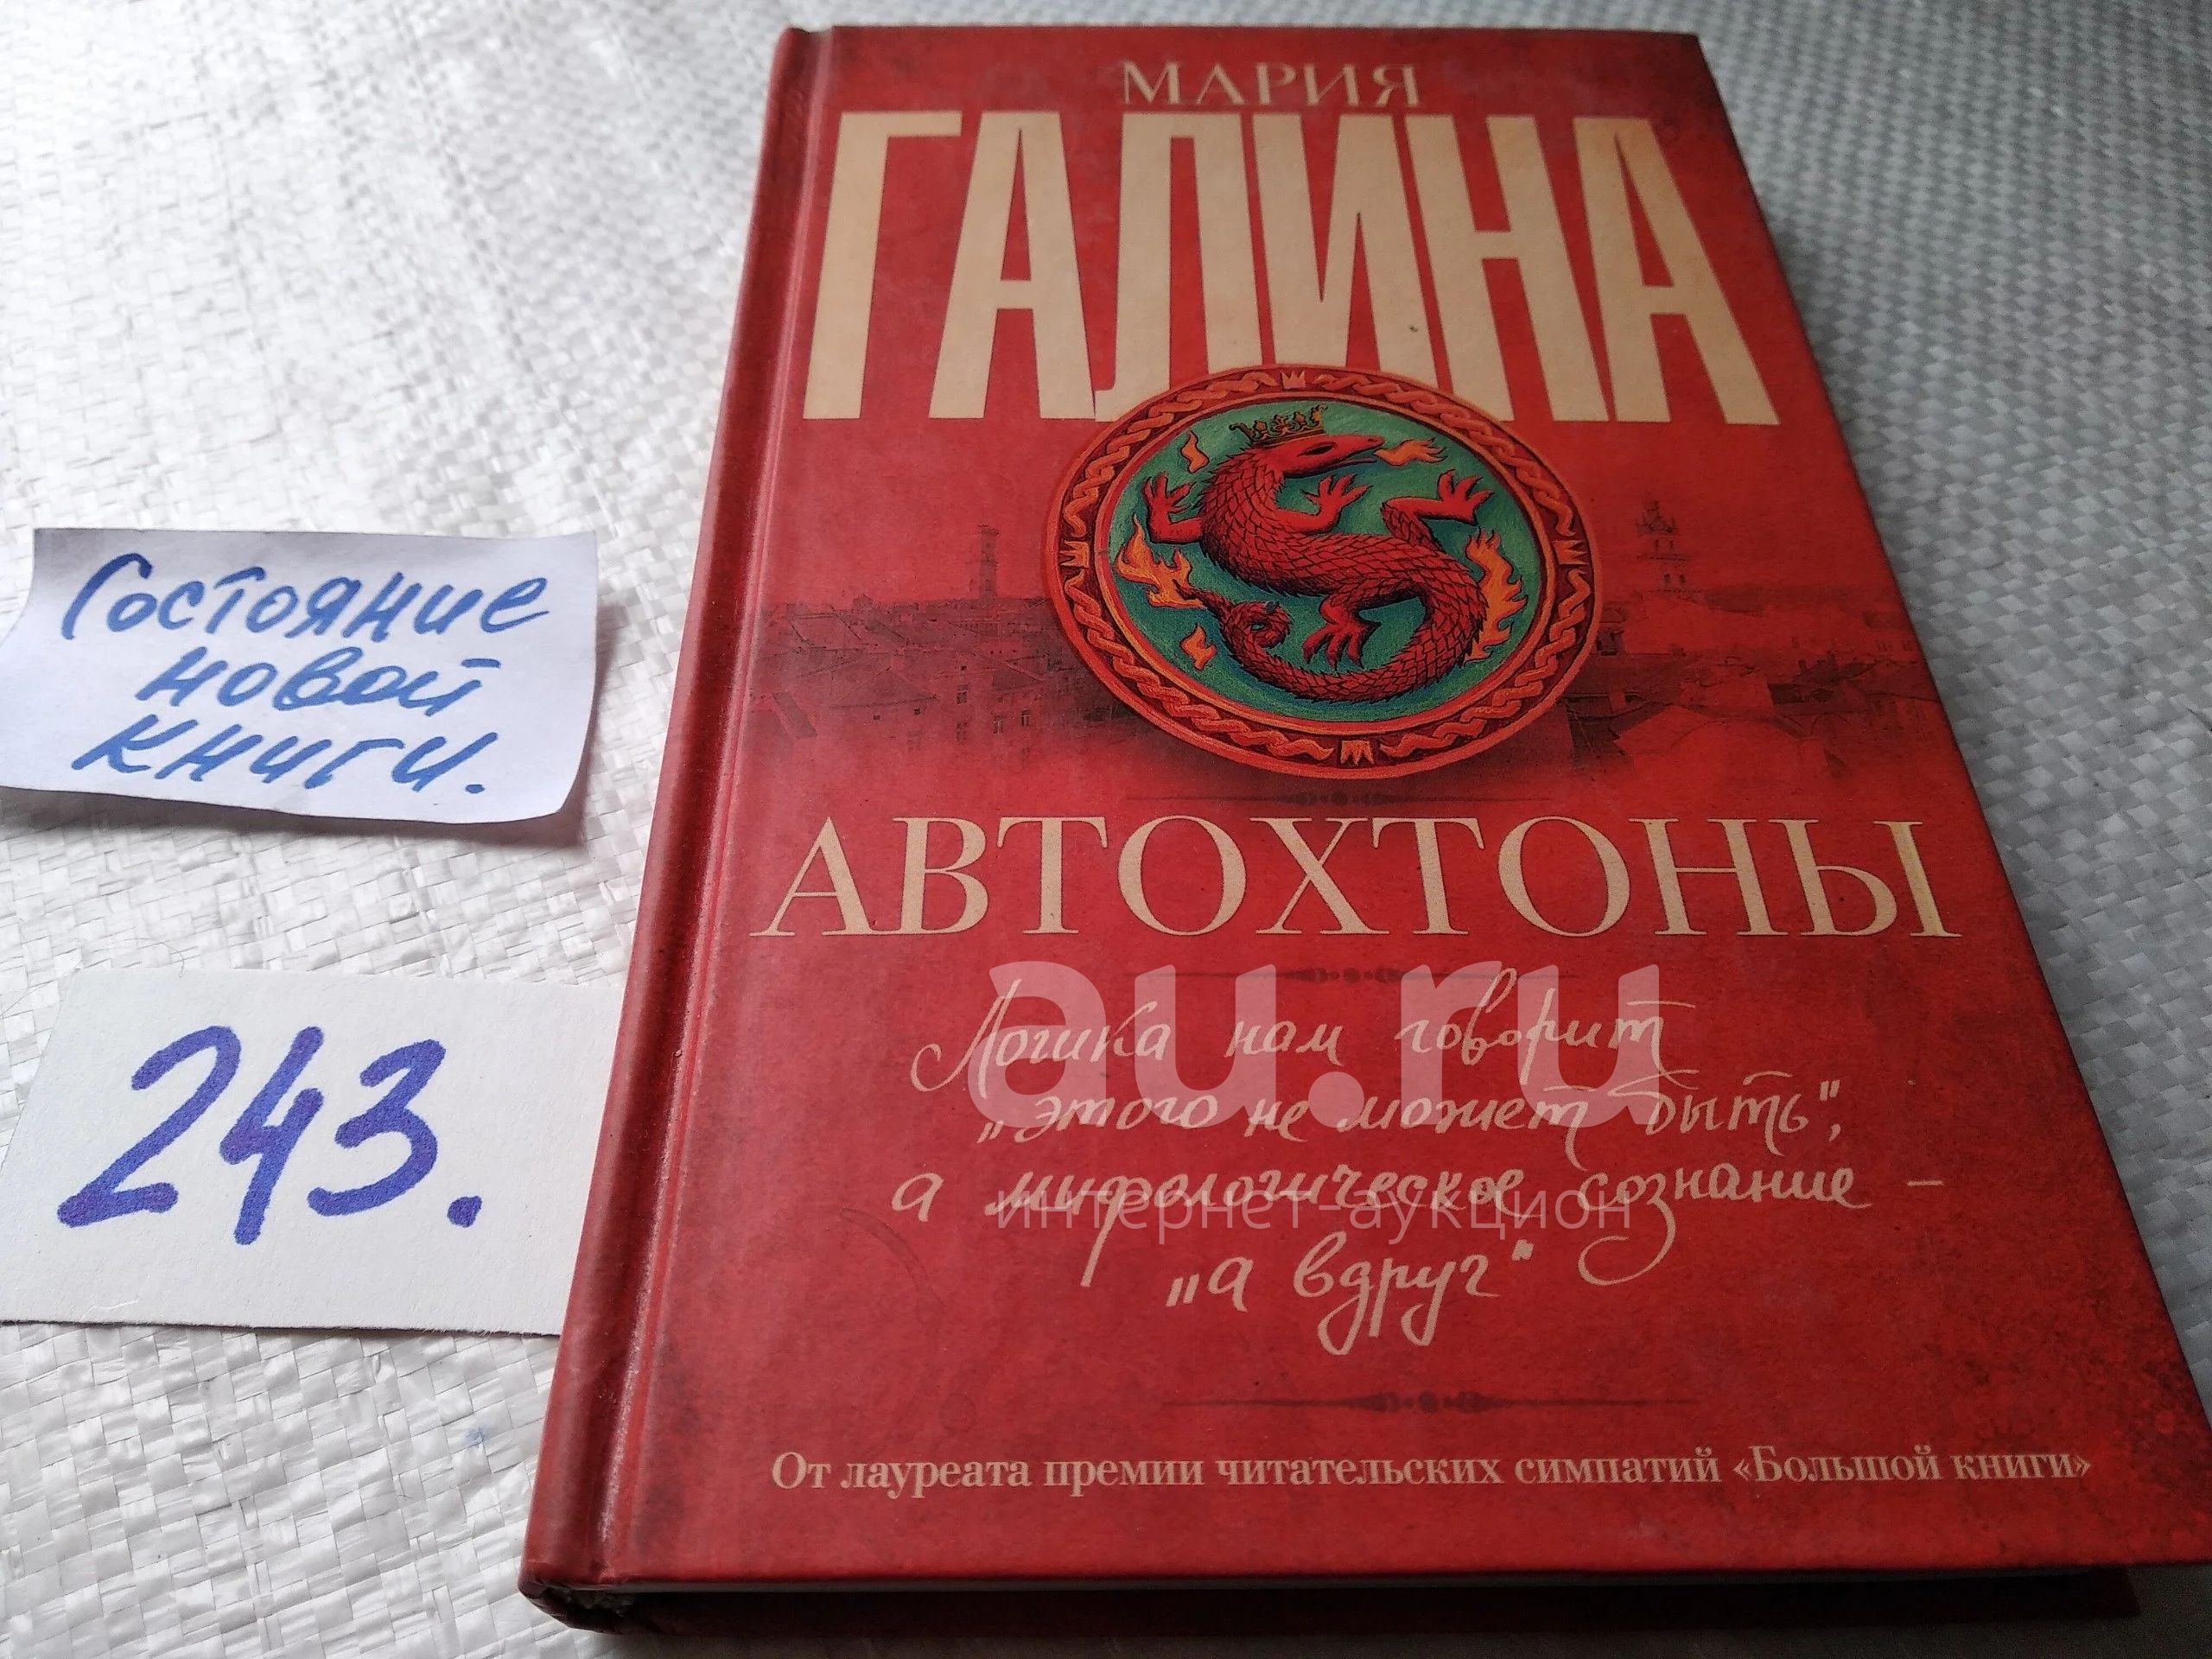 МАРИЯ
ГАЛИНА
АВТОХТОНЫ
Логика нам говорит
„этого не может быть“,
а мифологическое сознание –
„а вдруг“
От лауреата премии читательских симпатий «Большой книги»
Состояние
новой
книги.
243.
au.ru
интернет-аукцион